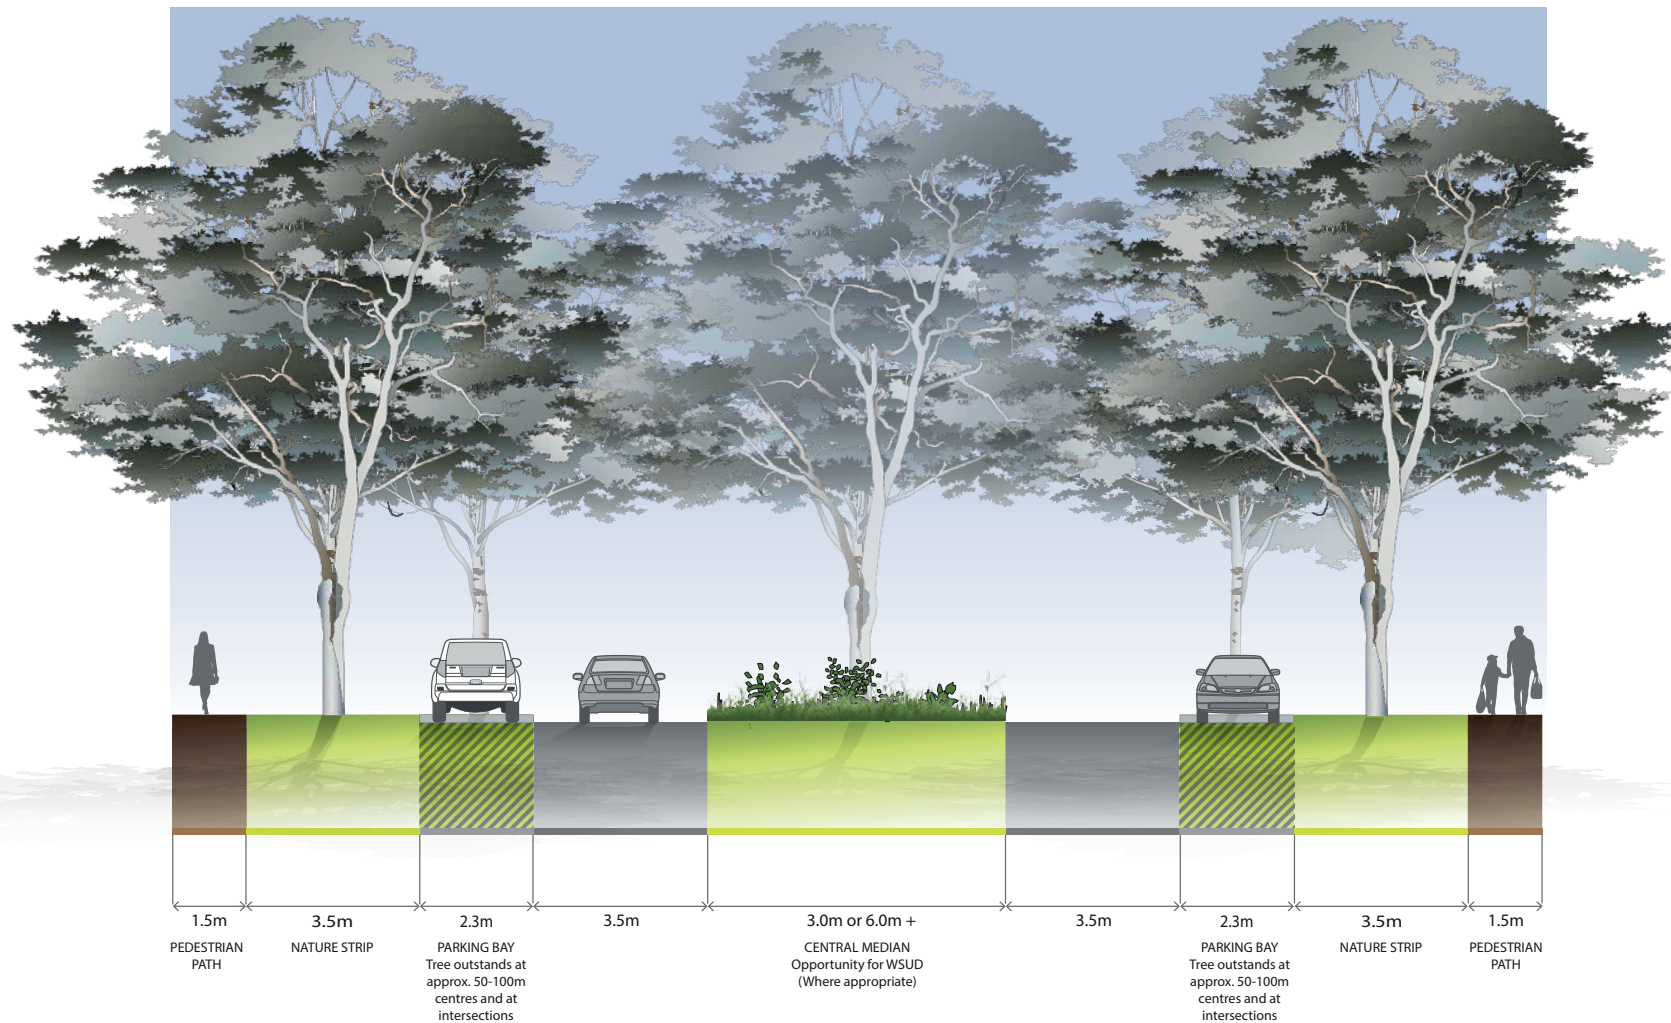 1.5m
3.5m
2.3m
3.5m
3.0m or 6.0m +
3.5m
2.3m
3.5m
1.5m
PEDESTRIAN
PATH
NATURE STRIP
PARKING BAY
Tree outstands at
approx. 50-100m
centres and at
intersections
CENTRAL MEDIAN
Opportunity for WSUD
(Where appropriate)
PARKING BAY
Tree outstands at
approx. 50-100m
centres and at
intersections
NATURE STRIP
PEDESTRIAN
PATH